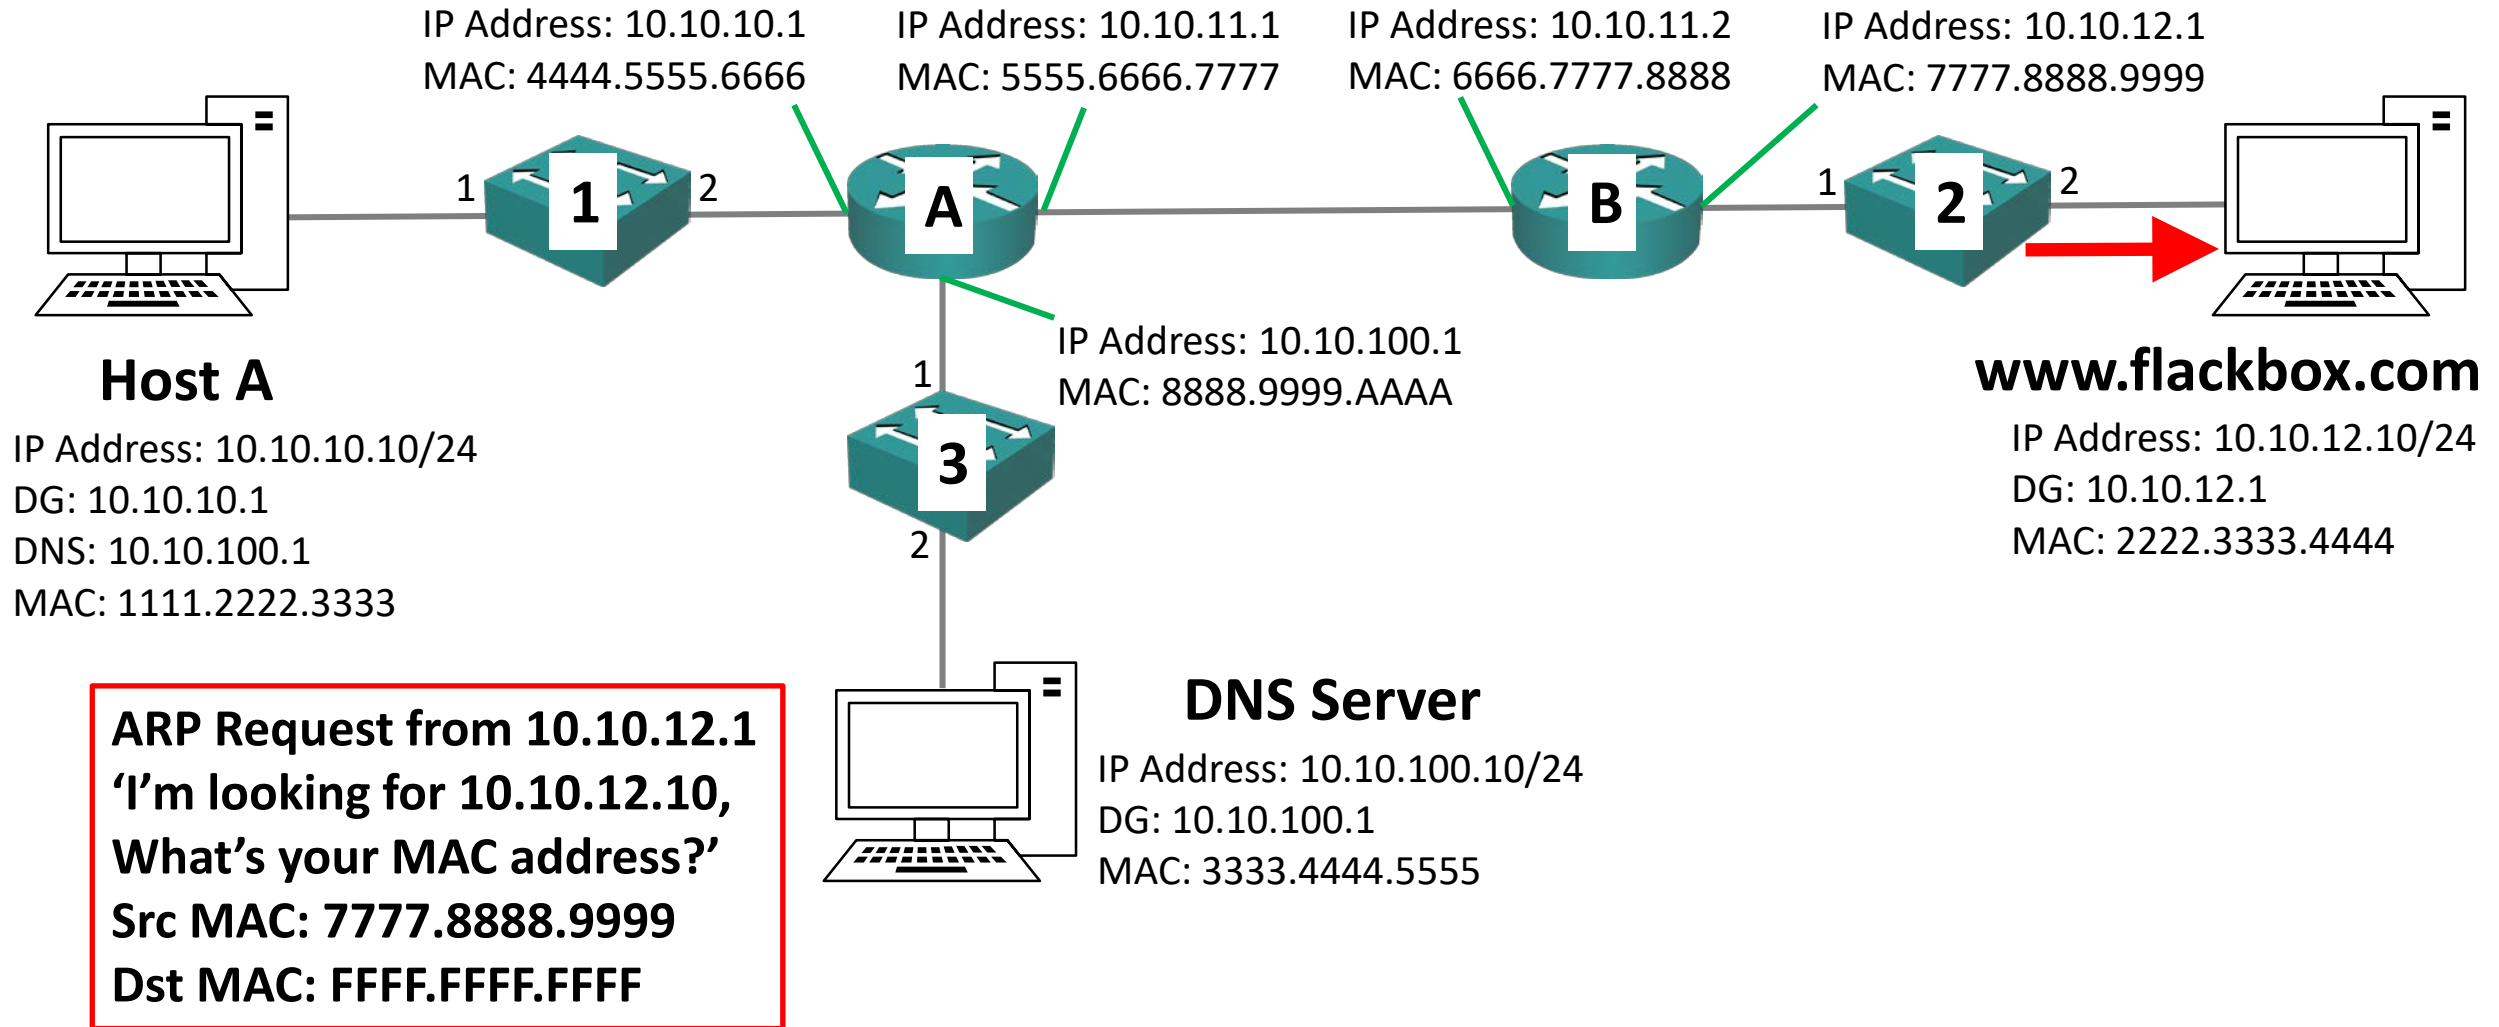 IP Address: 10.10.10.1
MAC: 4444.5555.6666
IP Address: 10.10.11.1
MAC: 5555.6666.7777
IP Address: 10.10.11.2
MAC: 6666.7777.8888
IP Address: 10.10.12.1
MAC: 7777.8888.9999
1
1
2
A
B
1
2
2
IP Address: 10.10.100.1
MAC: 8888.9999.AAAA
1
3
2
Host A
IP Address: 10.10.10.10/24
DG: 10.10.10.1
DNS: 10.10.100.1
MAC: 1111.2222.3333
www.flackbox.com
IP Address: 10.10.12.10/24
DG: 10.10.12.1
MAC: 2222.3333.4444
ARP Request from 10.10.12.1
‘I’m looking for 10.10.12.10,
What’s your MAC address?’
Src MAC: 7777.8888.9999
Dst MAC: FFFF.FFFF.FFFF
DNS Server
IP Address: 10.10.100.10/24
DG: 10.10.100.1
MAC: 3333.4444.5555